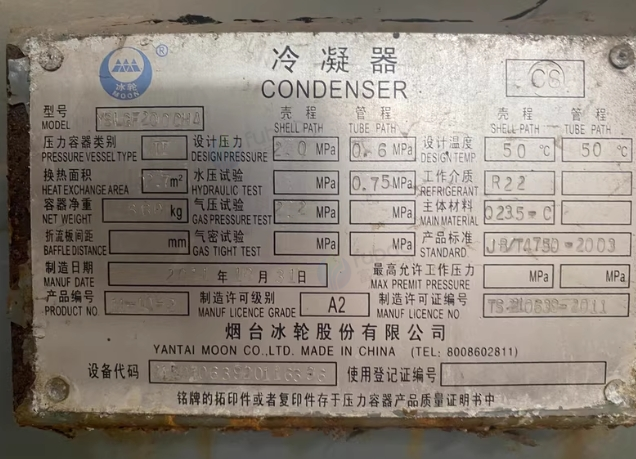 冰轮 MOON ®
冷凝器
CONDENSER
CS
壳程 SHELL PATH 管程 TUBE PATH 壳程 SHELL PATH 管程 TUBE PATH
型号 MODEL
压力容器类别 PRESSURE VESSEL TYPE 设计压力 DESIGN PRESSURE 2.0 MPa 0.6 MPa 设计温度 DESIGN TEMP 50 ℃ 50 ℃
换热面积 HEAT EXCHANGE AREA m² 水压试验 HYDRAULIC TEST MPa 0.75 MPa 工作介质 REFRIGERANT R22
容器净重 NET WEIGHT kg 气压试验 GAS PRESSURE TEST MPa MPa 主体材料 MAIN MATERIAL Q235-C
折流板间距 BAFFLE DISTANCE mm 气密试验 GAS TIGHT TEST MPa MPa 产品标准 STANDARD JB/T4750-2003
制造日期 MANUF DATE 年 月 日 最高允许工作压力 MAX PREMIT PRESSURE MPa MPa
产品编号 PRODUCT NO 制造许可级别 MANUF LICENCE GRADE A2 制造许可证编号 MANUF LICENCE NO
烟台冰轮股份有限公司
YANTAI MOON CO.,LTD. MADE IN CHINA (TEL: 8008602811)
设备代码 使用登记证编号
铭牌的拓印件或者复印件存于压力容器产品质量证明书中